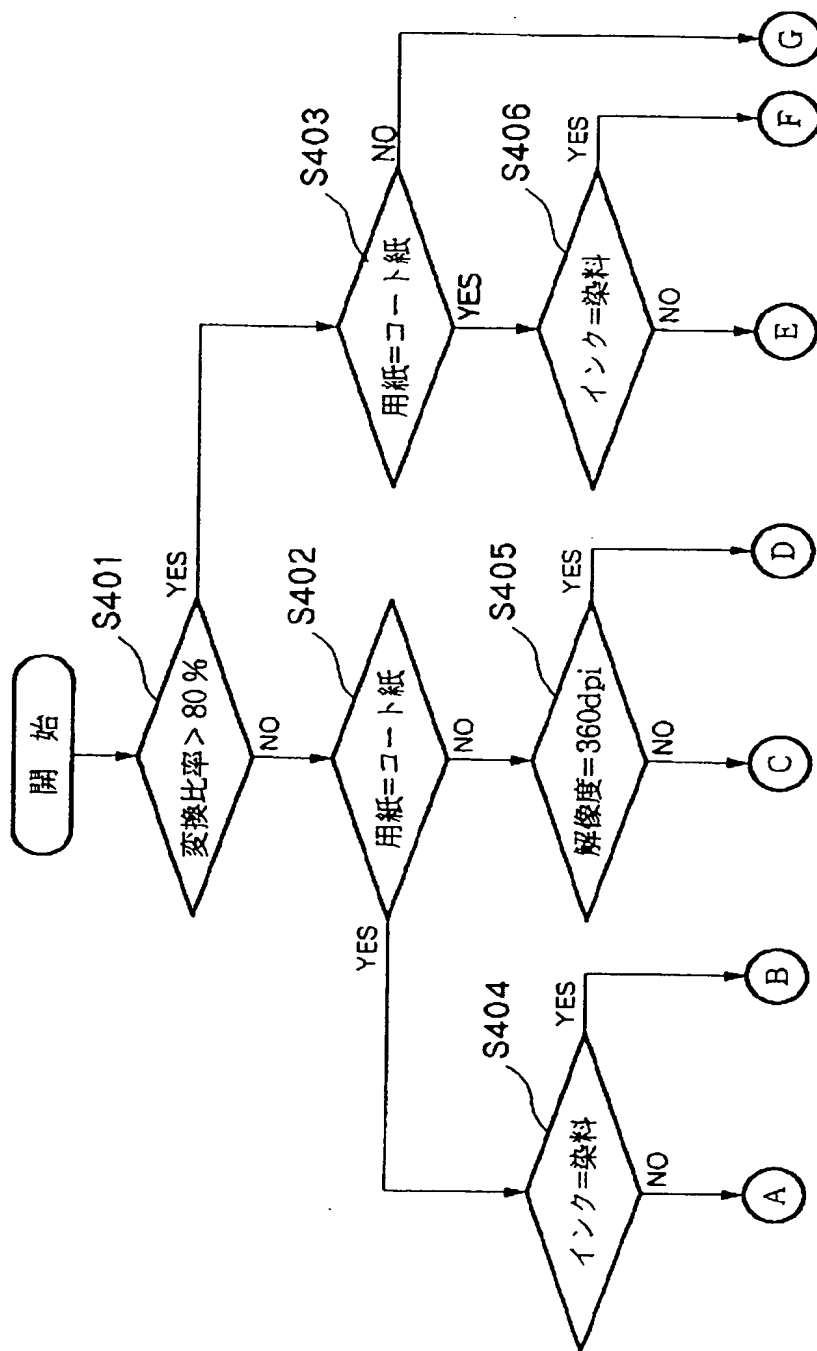 開 始
S401
変換比率＞80％
YES
NO
S402
用紙=コート紙
YES
NO
S403
用紙=コート紙
NO
YES
S404
インク=染料
YES
NO
S405
解像度=360dpi
YES
NO
S406
インク=染料
YES
NO
A
B
C
D
E
F
G